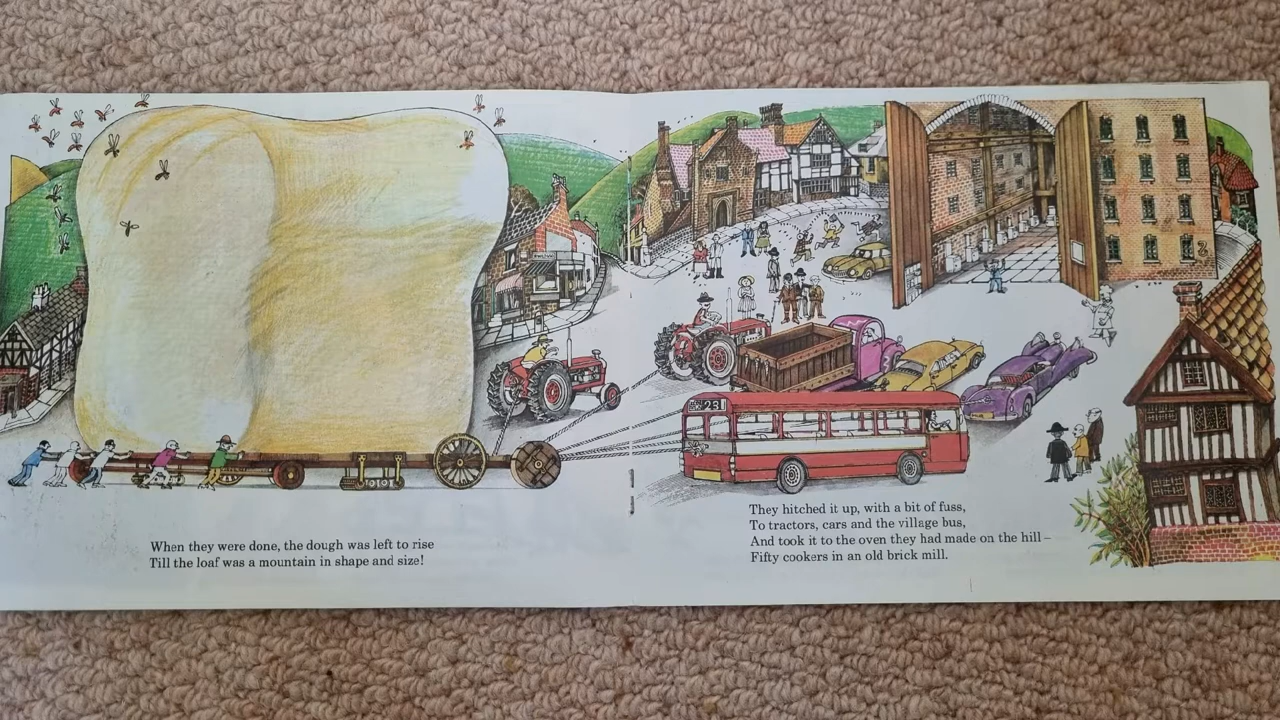 When they were done, the dough was left to rise
Till the loaf was a mountain in shape and size!
23
They hitched it up, with a bit of fuss,
To tractors, cars and the village bus,
And took it to the oven they had made on the hill –
Fifty cookers in an old brick mill.